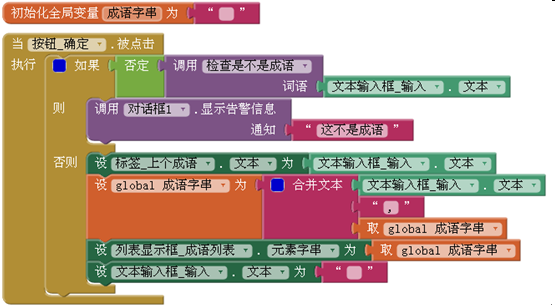 初始化全局变量 成语字串 为 “ ”
当 按钮_确定 .被点击
执行 如果 否定 调用 检查是不是成语
词语 文本输入框_输入 . 文本
则 调用 对话框1 .显示告警信息
通知 “ 这不是成语 ”
否则 设 标签_上个成语 . 文本 为 文本输入框_输入 . 文本
设 global 成语字串 为 合并文本 文本输入框_输入 . 文本
“ , ”
取 global 成语字串
设 列表显示框_成语列表 . 元素字串 为 取 global 成语字串
设 文本输入框_输入 . 文本 为 “ ”